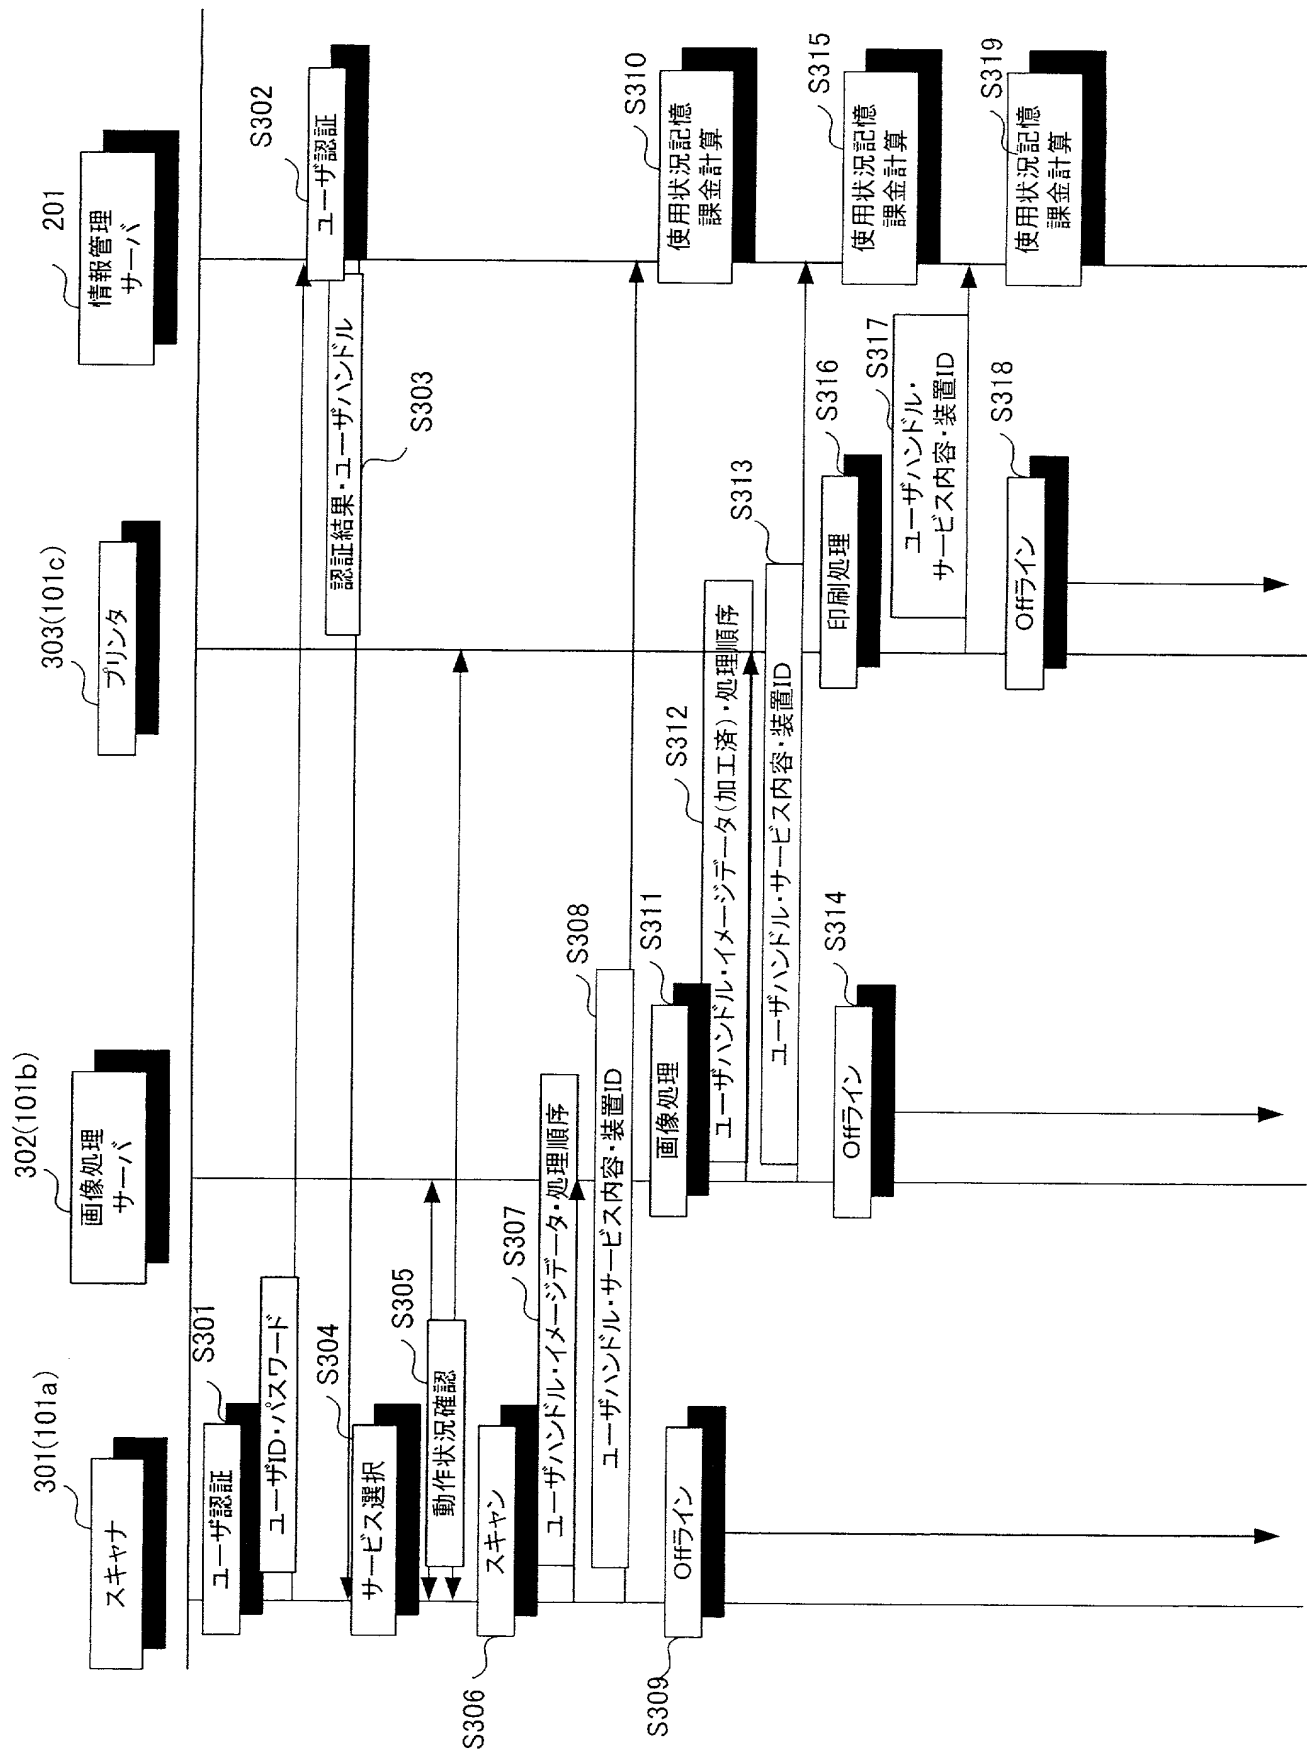 301(101a)
スキャナ
302(101b)
画像処理
サーバ
303(101c)
プリンタ
201
情報管理
サーバ
S301
ユーザ認証
ユーザID・パスワード
S302
ユーザ認証
認証結果・ユーザハンドル
S303
S304
サービス選択
S305
動作状況確認
S306
スキャン
S307
ユーザハンドル・イメージデータ・処理順序
S308
ユーザハンドル・サービス内容・装置ID
S309
Offライン
S310
使用状況記憶
課金計算
S311
画像処理
S312
ユーザハンドル・イメージデータ(加工済)・処理順序
S313
ユーザハンドル・サービス内容・装置ID
S314
Offライン
S315
使用状況記憶
課金計算
S316
印刷処理
S317
ユーザハンドル・
サービス内容・装置ID
S318
Offライン
S319
使用状況記憶
課金計算